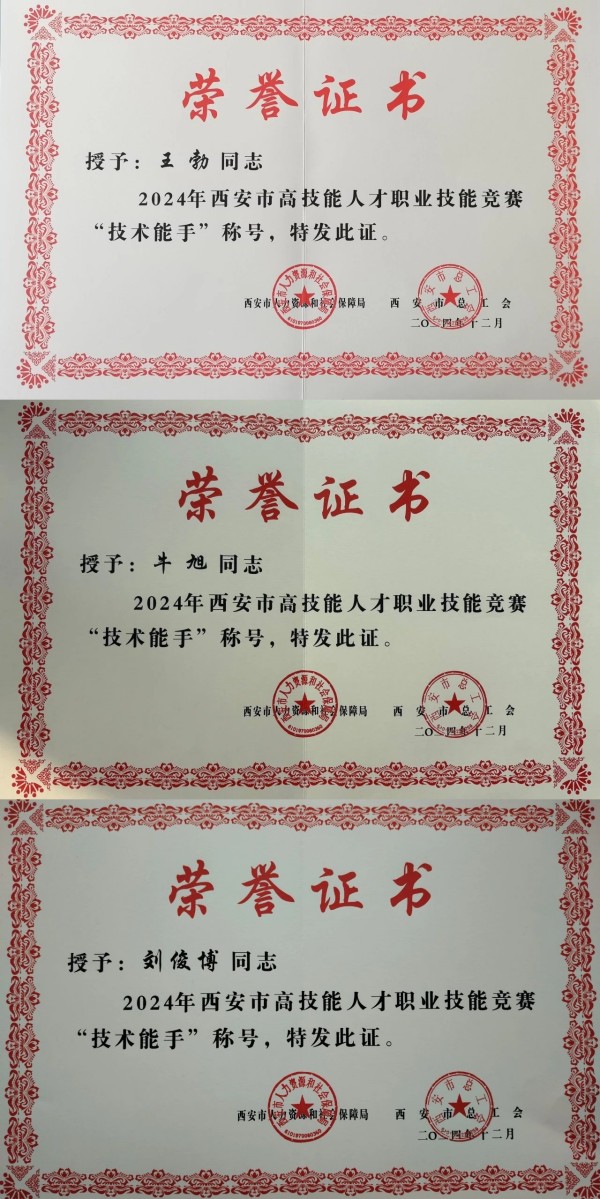 荣誉证书
授予：王勃同志
2024年西安市高技能人才职业技能竞赛
“技术能手”称号，特发此证。
西安市人力资源和社会保障局 西安市总工会
二〇二四年十二月
荣誉证书
授予：牛旭同志
2024年西安市高技能人才职业技能竞赛
“技术能手”称号，特发此证。
西安市人力资源和社会保障局 西安市总工会
二〇二四年十二月
荣誉证书
授予：刘俊博同志
2024年西安市高技能人才职业技能竞赛
“技术能手”称号，特发此证。
西安市人力资源和社会保障局 西安市总工会
二〇二四年十二月